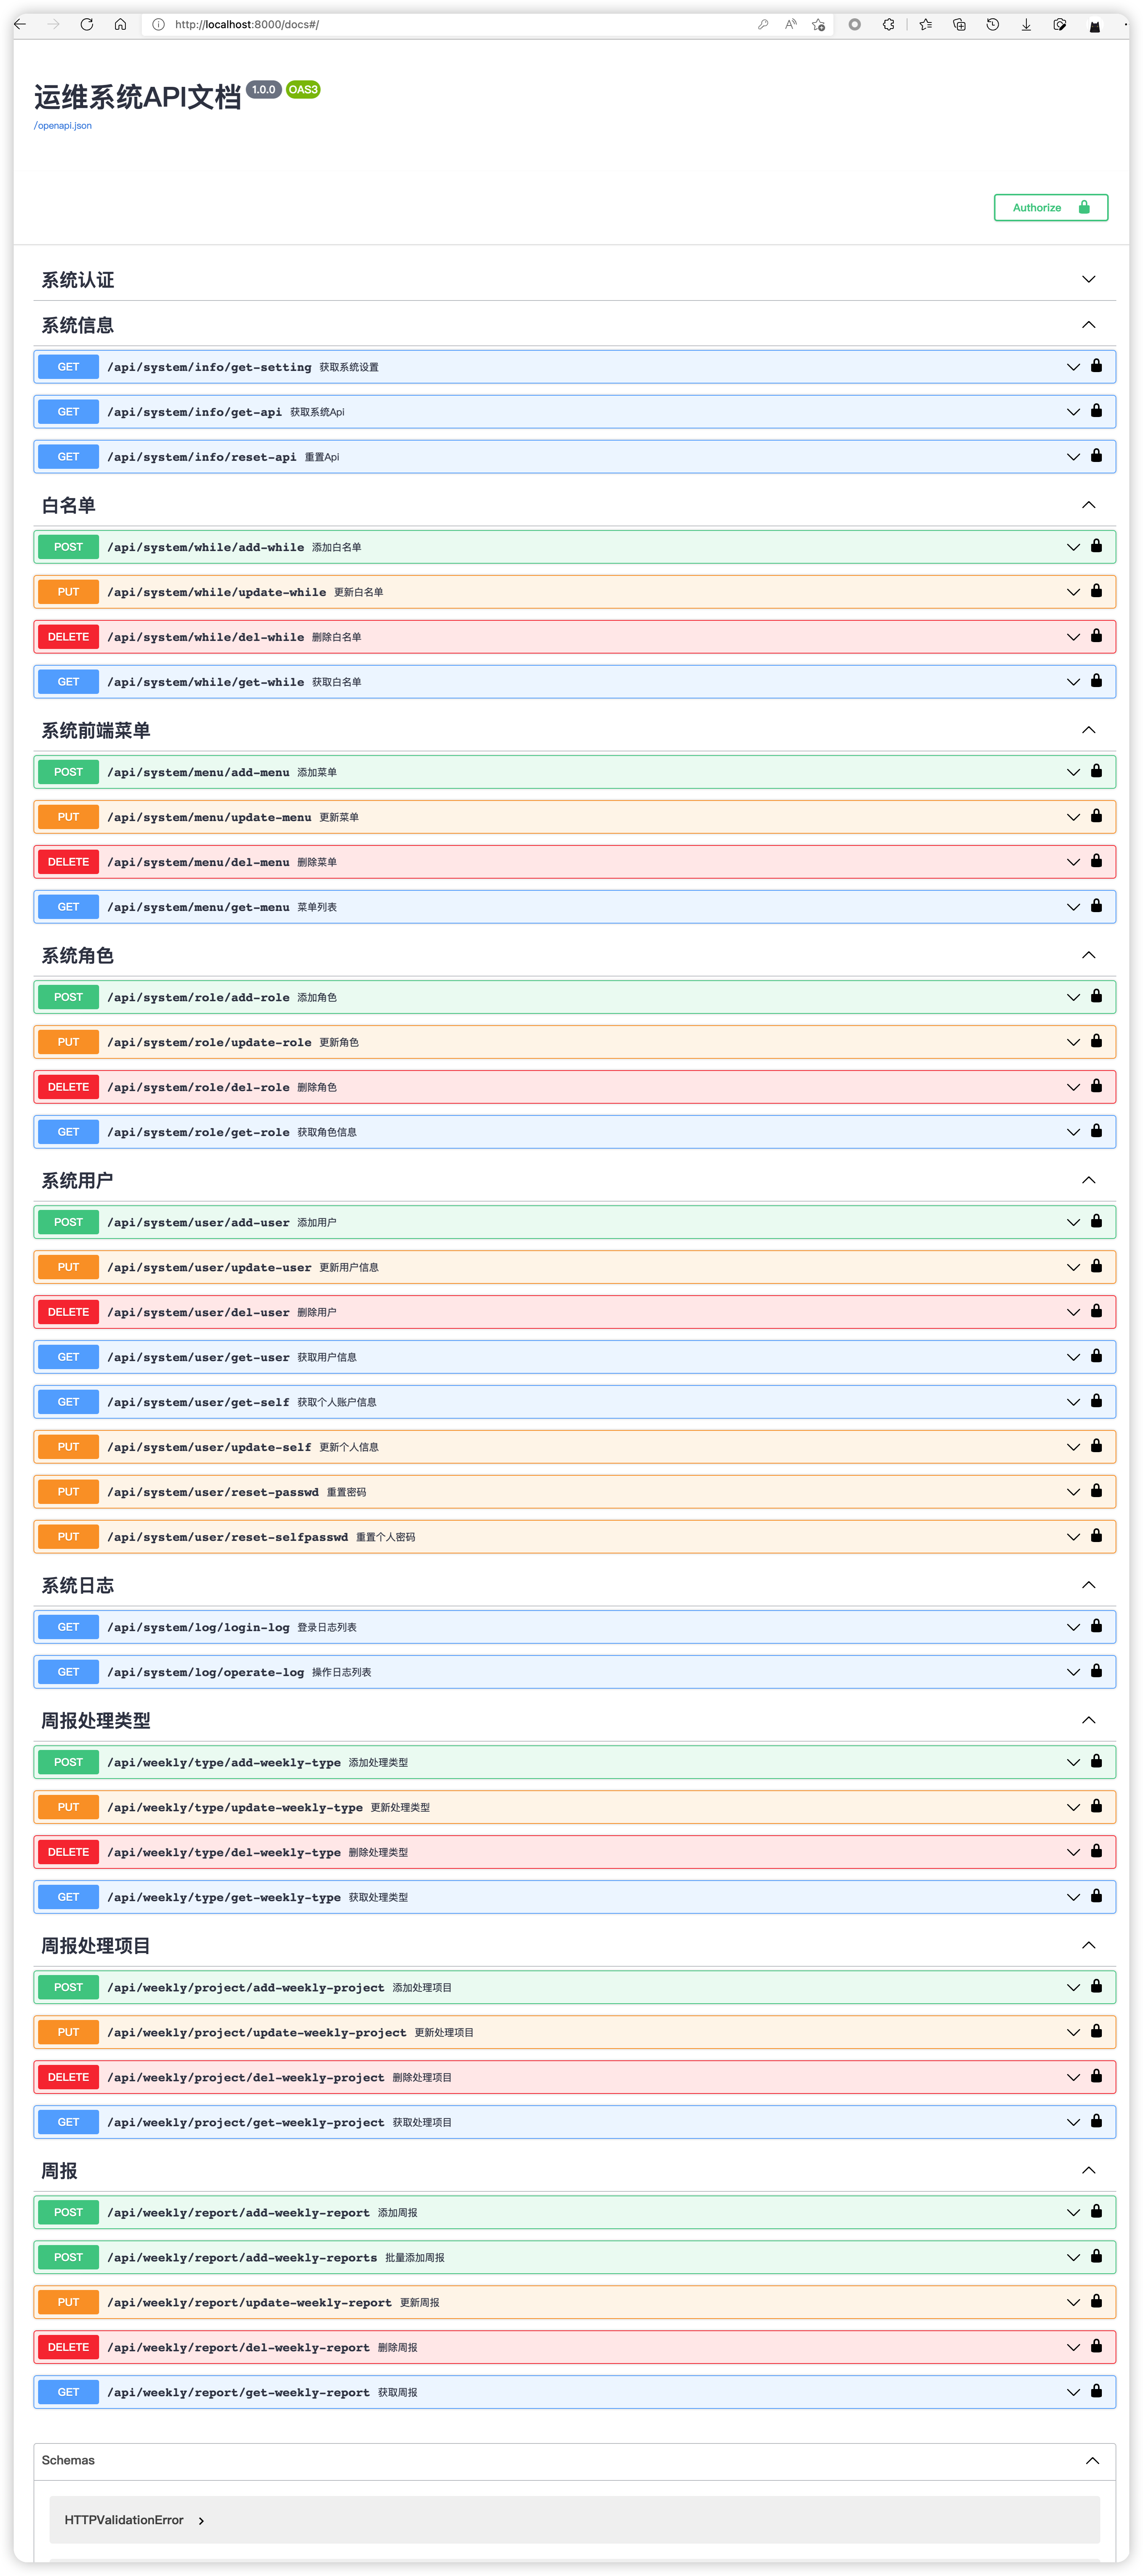 http://localhost:8000/docs#/
运维系统API文档 1.0.0 OAS3
/openapi.json
Authorize
系统认证
系统信息
GET /api/system/info/get-setting 获取系统设置
GET /api/system/info/get-api 获取系统Api
GET /api/system/info/reset-api 重置Api
白名单
POST /api/system/while/add-while 添加白名单
PUT /api/system/while/update-while 更新白名单
DELETE /api/system/while/del-while 删除白名单
GET /api/system/while/get-while 获取白名单
系统前端菜单
POST /api/system/menu/add-menu 添加菜单
PUT /api/system/menu/update-menu 更新菜单
DELETE /api/system/menu/del-menu 删除菜单
GET /api/system/menu/get-menu 菜单列表
系统角色
POST /api/system/role/add-role 添加角色
PUT /api/system/role/update-role 更新角色
DELETE /api/system/role/del-role 删除角色
GET /api/system/role/get-role 获取角色信息
系统用户
POST /api/system/user/add-user 添加用户
PUT /api/system/user/update-user 更新用户信息
DELETE /api/system/user/del-user 删除用户
GET /api/system/user/get-user 获取用户信息
GET /api/system/user/get-self 获取个人账户信息
PUT /api/system/user/update-self 更新个人信息
PUT /api/system/user/reset-passwd 重置密码
PUT /api/system/user/reset-selfpasswd 重置个人密码
系统日志
GET /api/system/log/login-log 登录日志列表
GET /api/system/log/operate-log 操作日志列表
周报处理类型
POST /api/weekly/type/add-weekly-type 添加处理类型
PUT /api/weekly/type/update-weekly-type 更新处理类型
DELETE /api/weekly/type/del-weekly-type 删除处理类型
GET /api/weekly/type/get-weekly-type 获取处理类型
周报处理项目
POST /api/weekly/project/add-weekly-project 添加处理项目
PUT /api/weekly/project/update-weekly-project 更新处理项目
DELETE /api/weekly/project/del-weekly-project 删除处理项目
GET /api/weekly/project/get-weekly-project 获取处理项目
周报
POST /api/weekly/report/add-weekly-report 添加周报
POST /api/weekly/report/add-weekly-reports 批量添加周报
PUT /api/weekly/report/update-weekly-report 更新周报
DELETE /api/weekly/report/del-weekly-report 删除周报
GET /api/weekly/report/get-weekly-report 获取周报
Schemas
HTTPValidationError